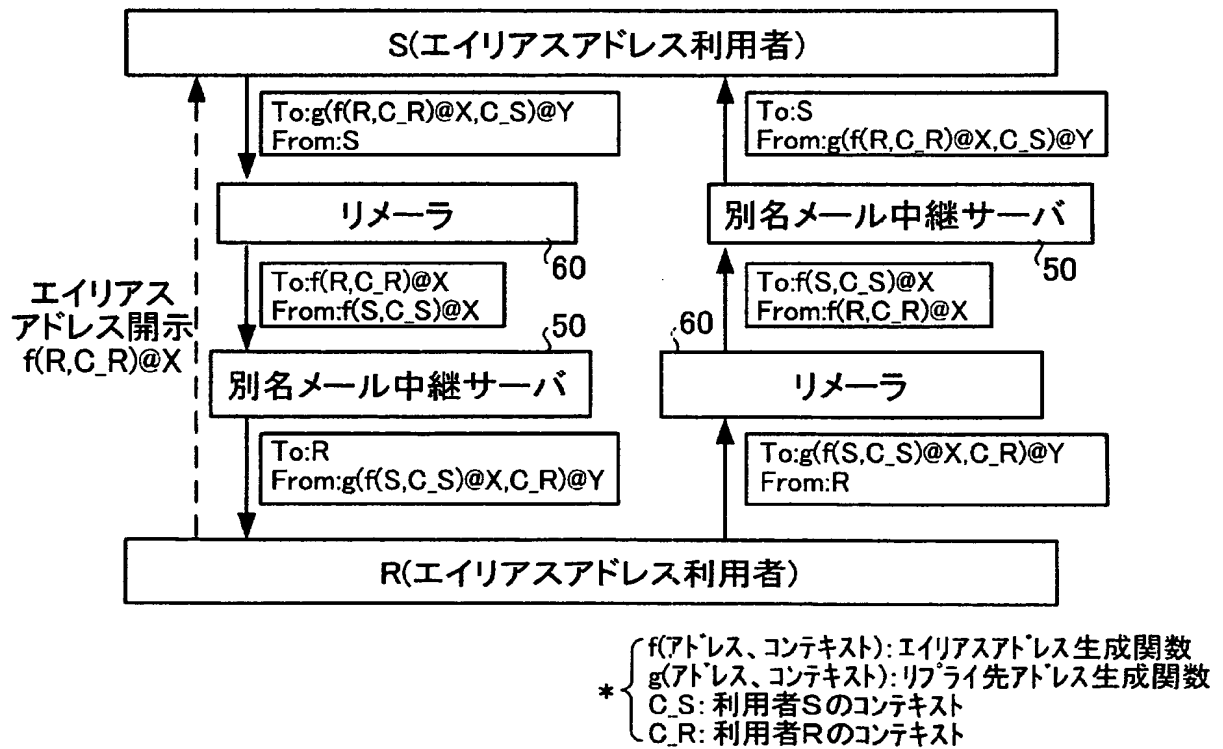 S(エイリアスアドレス利用者)
To:g(f(R,C_R)@X,C_S)@Y
From:S
To:S
From:g(f(R,C_R)@X,C_S)@Y
リメーラ
60
別名メール中継サーバ
50
エイリアス
アドレス開示
f(R,C_R)@X
To:f(R,C_R)@X
From:f(S,C_S)@X
To:f(S,C_S)@X
From:f(R,C_R)@X
50
別名メール中継サーバ
60
リメーラ
To:R
From:g(f(S,C_S)@X,C_R)@Y
To:g(f(S,C_S)@X,C_R)@Y
From:R
R(エイリアスアドレス利用者)
*
f(アドレス、コンテキスト):エイリアスアドレス生成関数
g(アドレス、コンテキスト):リプライ先アドレス生成関数
C_S:利用者Sのコンテキスト
C_R:利用者Rのコンテキスト